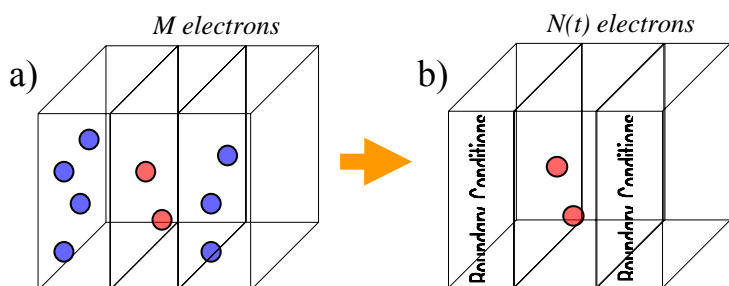 M electrons
N(t) electrons
a)
b)
Boundary Conditions
Boundary Conditions